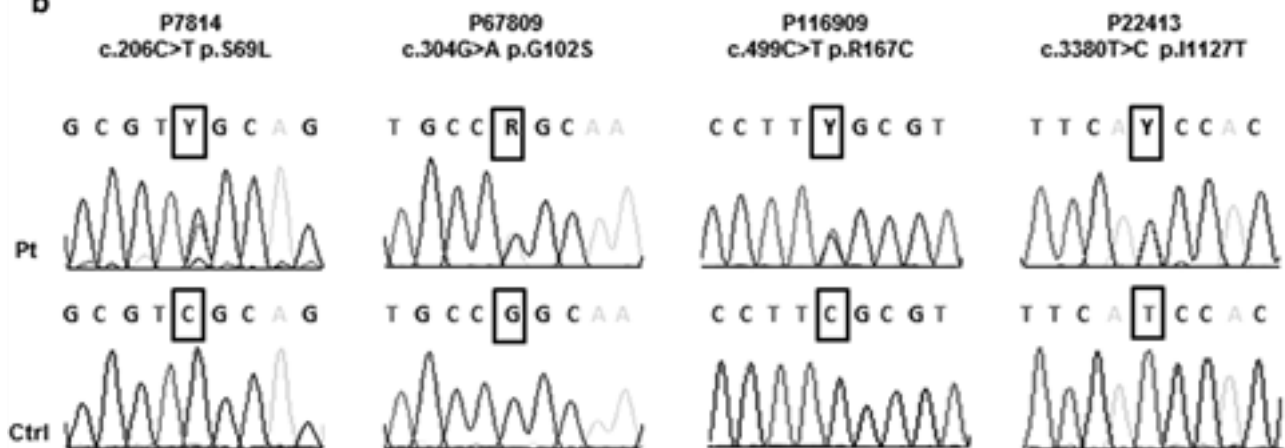 b
P7814 P67809 P116909 P22413
c.206C>T p.S69L c.304G>A p.G102S c.499C>T p.R167C c.3380T>C p.I1127T
G C G T Y G C A G T G C C R G C A A C C T T Y G C G T T T C A Y C C A C
Pt
G C G T C G C A G T G C C G G C A A C C T T C G C G T T T C A T C C A C
Ctrl